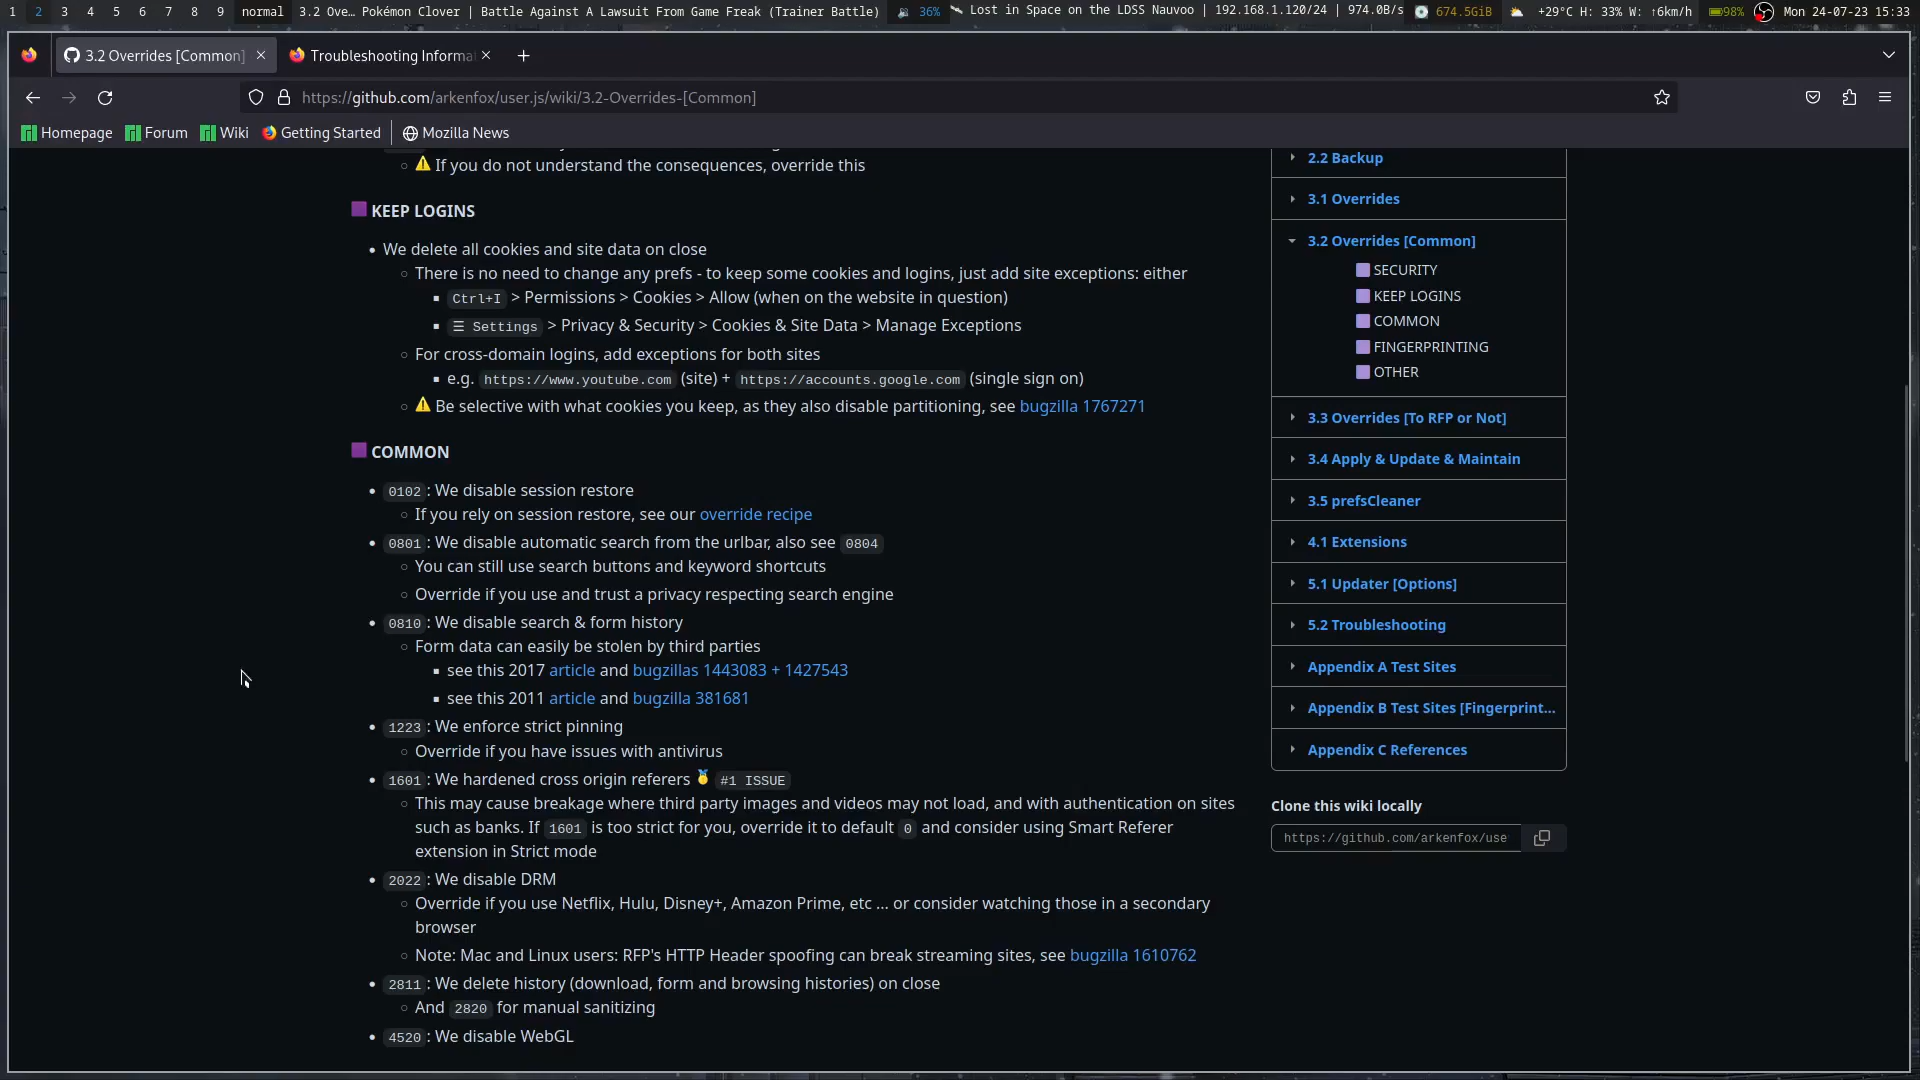 1 2 3 4 5 6 7 8 9 normal 3.2 Ove… Pokémon Clover | Battle Against A Lawsuit From Game Freak (Trainer Battle) 36% Lost in Space on the LDSS Nauvoo | 192.168.1.120/24 | 974.0B/s 674.5GiB +29°C H: 33% W: ↑6km/h 98% Mon 24-07-23 15:33
3.2 Overrides [Common] Troubleshooting Informa
https://github.com/arkenfox/user.js/wiki/3.2-Overrides-[Common]
Homepage Forum Wiki Getting Started Mozilla News
If you do not understand the consequences, override this
KEEP LOGINS
We delete all cookies and site data on close
There is no need to change any prefs - to keep some cookies and logins, just add site exceptions: either
Ctrl+I > Permissions > Cookies > Allow (when on the website in question)
☰ Settings > Privacy & Security > Cookies & Site Data > Manage Exceptions
For cross-domain logins, add exceptions for both sites
e.g. https://www.youtube.com (site) + https://accounts.google.com (single sign on)
Be selective with what cookies you keep, as they also disable partitioning, see bugzilla 1767271
COMMON
0102: We disable session restore
If you rely on session restore, see our override recipe
0801: We disable automatic search from the urlbar, also see 0804
You can still use search buttons and keyword shortcuts
Override if you use and trust a privacy respecting search engine
0810: We disable search & form history
Form data can easily be stolen by third parties
see this 2017 article and bugzillas 1443083 + 1427543
see this 2011 article and bugzilla 381681
1223: We enforce strict pinning
Override if you have issues with antivirus
1601: We hardened cross origin referers 🏅 #1 ISSUE
This may cause breakage where third party images and videos may not load, and with authentication on sites
such as banks. If 1601 is too strict for you, override it to default 0 and consider using Smart Referer
extension in Strict mode
2022: We disable DRM
Override if you use Netflix, Hulu, Disney+, Amazon Prime, etc ... or consider watching those in a secondary
browser
Note: Mac and Linux users: RFP's HTTP Header spoofing can break streaming sites, see bugzilla 1610762
2811: We delete history (download, form and browsing histories) on close
And 2820 for manual sanitizing
4520: We disable WebGL
2.2 Backup
3.1 Overrides
3.2 Overrides [Common]
SECURITY
KEEP LOGINS
COMMON
FINGERPRINTING
OTHER
3.3 Overrides [To RFP or Not]
3.4 Apply & Update & Maintain
3.5 prefsCleaner
4.1 Extensions
5.1 Updater [Options]
5.2 Troubleshooting
Appendix A Test Sites
Appendix B Test Sites [Fingerprint...
Appendix C References
Clone this wiki locally
https://github.com/arkenfox/use